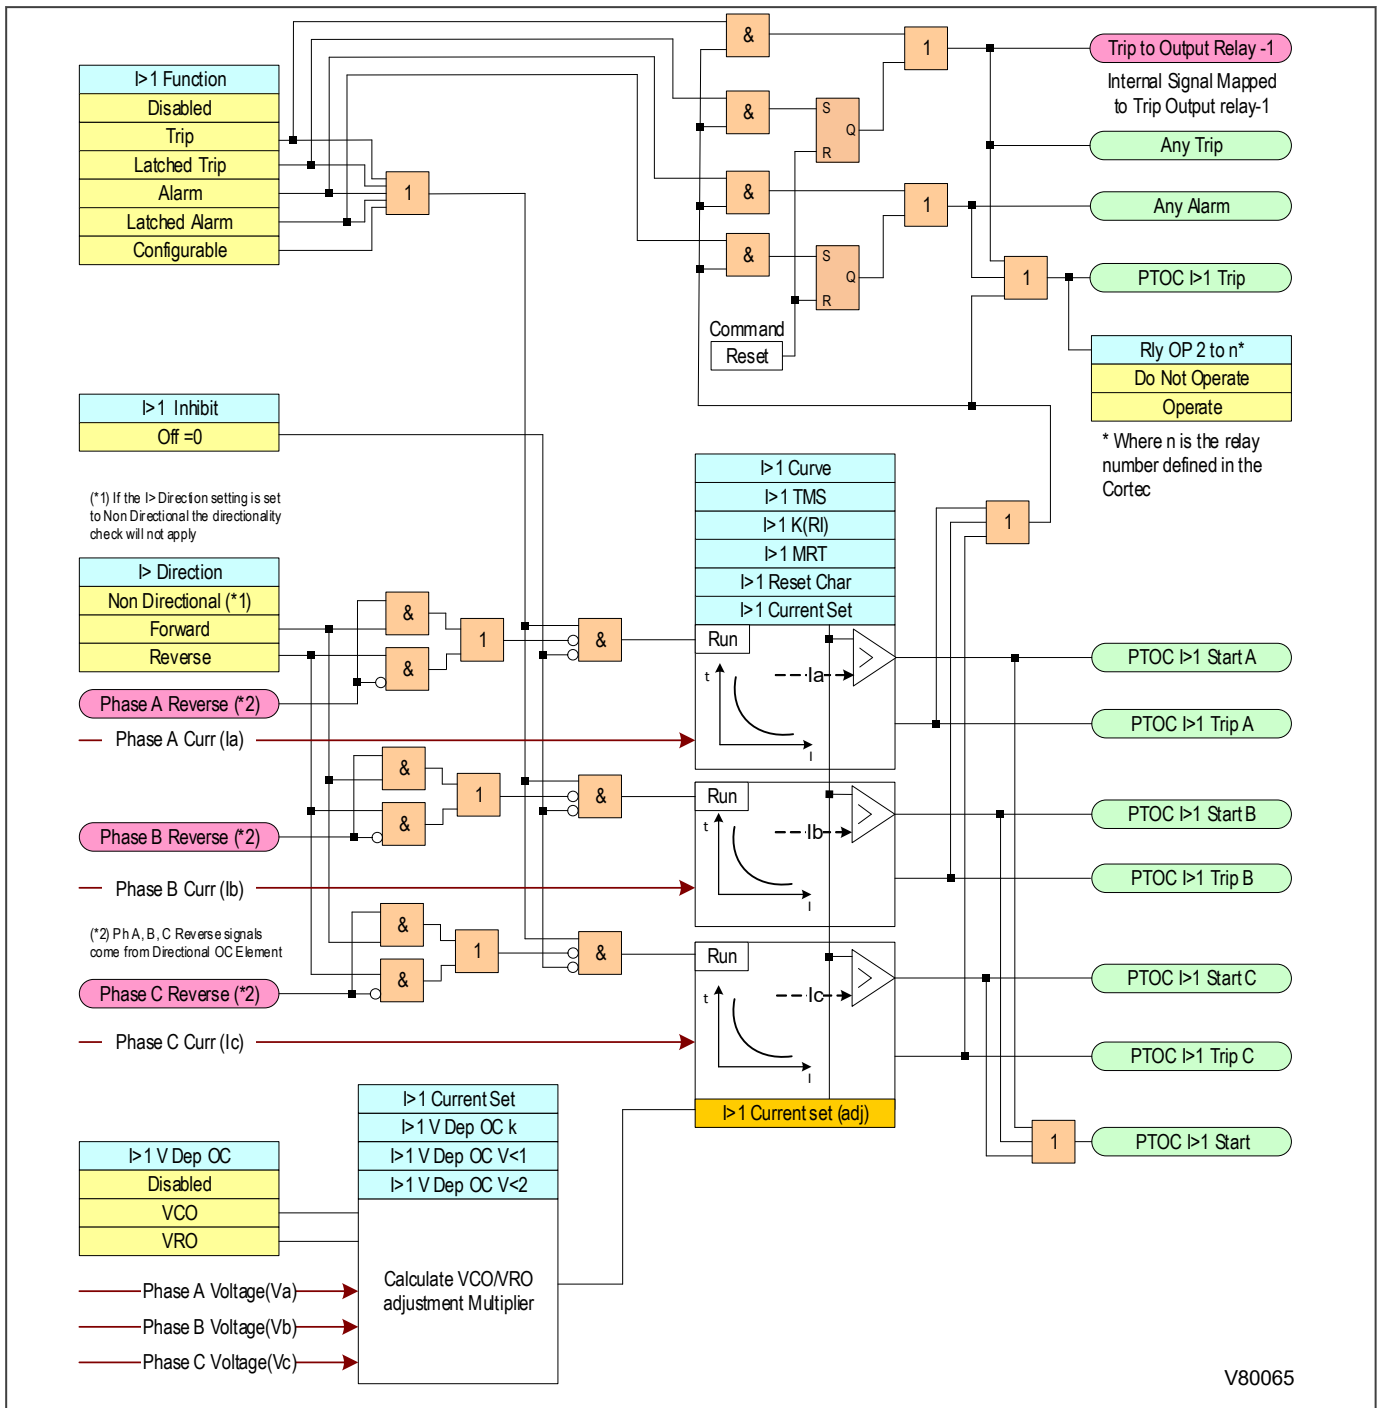 I>1 Function
Disabled
Trip
Latched Trip
Alarm
Latched Alarm
Configurable
1
&
&
&
&
S
Q
R
S
Q
R
1
1
1
Command
Reset
Trip to Output Relay -1
Internal Signal Mapped
to Trip Output relay-1
Any Trip
Any Alarm
PTOC I>1 Trip
Rly OP 2 to n*
Do Not Operate
Operate
* Where n is the relay
number defined in the
Cortec
I>1 Inhibit
Off =0
(*1) If the I> Direction setting is set
to Non Directional the directionality
check will not apply
I> Direction
Non Directional (*1)
Forward
Reverse
Phase A Reverse (*2)
Phase A Curr (Ia)
&
&
1
&
Phase B Reverse (*2)
Phase B Curr (Ib)
&
&
1
&
(*2) Ph A, B, C Reverse signals
come from Directional OC Element
Phase C Reverse (*2)
Phase C Curr (Ic)
&
&
1
&
I>1 Curve
I>1 TMS
I>1 K(RI)
I>1 MRT
I>1 Reset Char
I>1 Current Set
Run
t
I
Ia
>
Run
t
I
Ib
>
Run
t
I
Ic
>
I>1 Current set (adj)
1
PTOC I>1 Start A
PTOC I>1 Trip A
PTOC I>1 Start B
PTOC I>1 Trip B
PTOC I>1 Start C
PTOC I>1 Trip C
1
PTOC I>1 Start
I>1 V Dep OC
Disabled
VCO
VRO
Phase A Voltage(Va)
Phase B Voltage(Vb)
Phase C Voltage(Vc)
I>1 Current Set
I>1 V Dep OC k
I>1 V Dep OC V<1
I>1 V Dep OC V<2
Calculate VCO/VRO
adjustment Multiplier
V80065